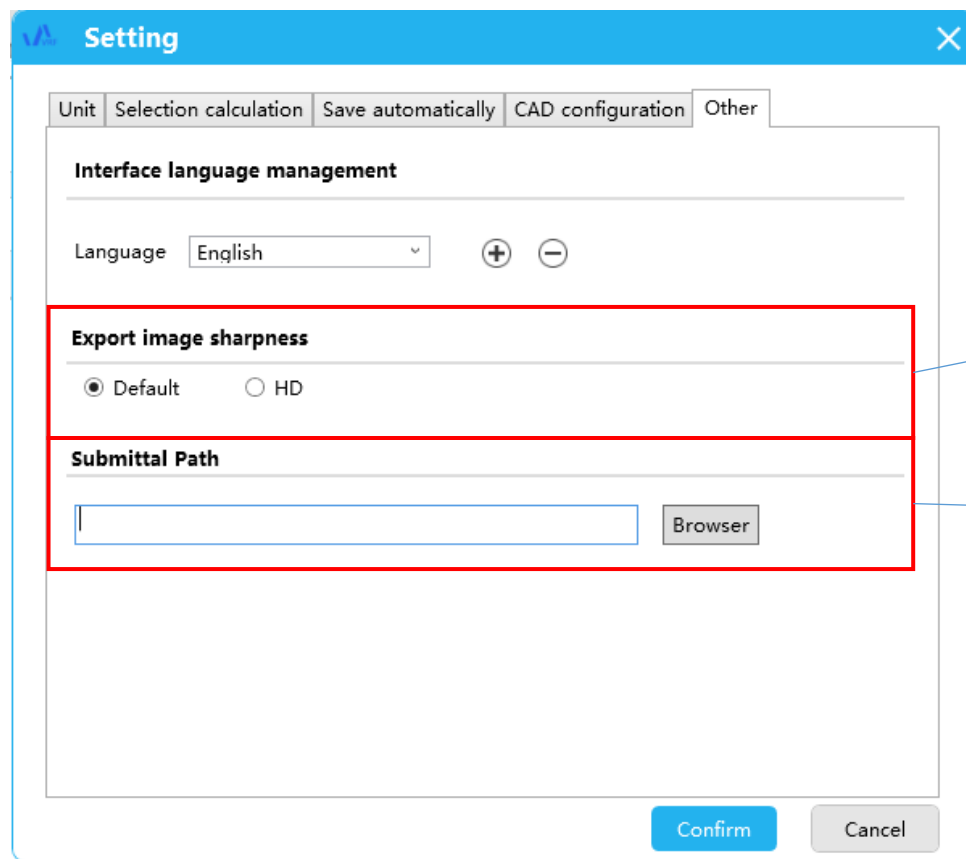 Setting
Unit Selection calculation Save automatically CAD configuration Other
Interface language management
Language English
Export image sharpness
Default HD
Submittal Path
Browser
Confirm Cancel